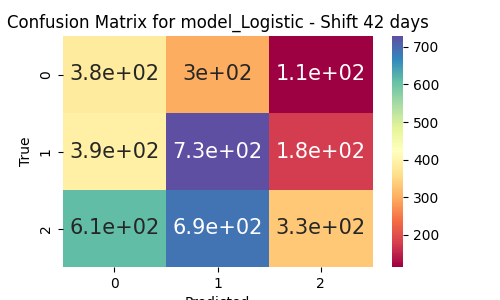 Confusion Matrix for model_Logistic - Shift 42 days
0 3.8e+02 3e+02 1.1e+02
1 3.9e+02 7.3e+02 1.8e+02
2 6.1e+02 6.9e+02 3.3e+02
True
0 1 2
Predicted
700
600
500
400
300
200